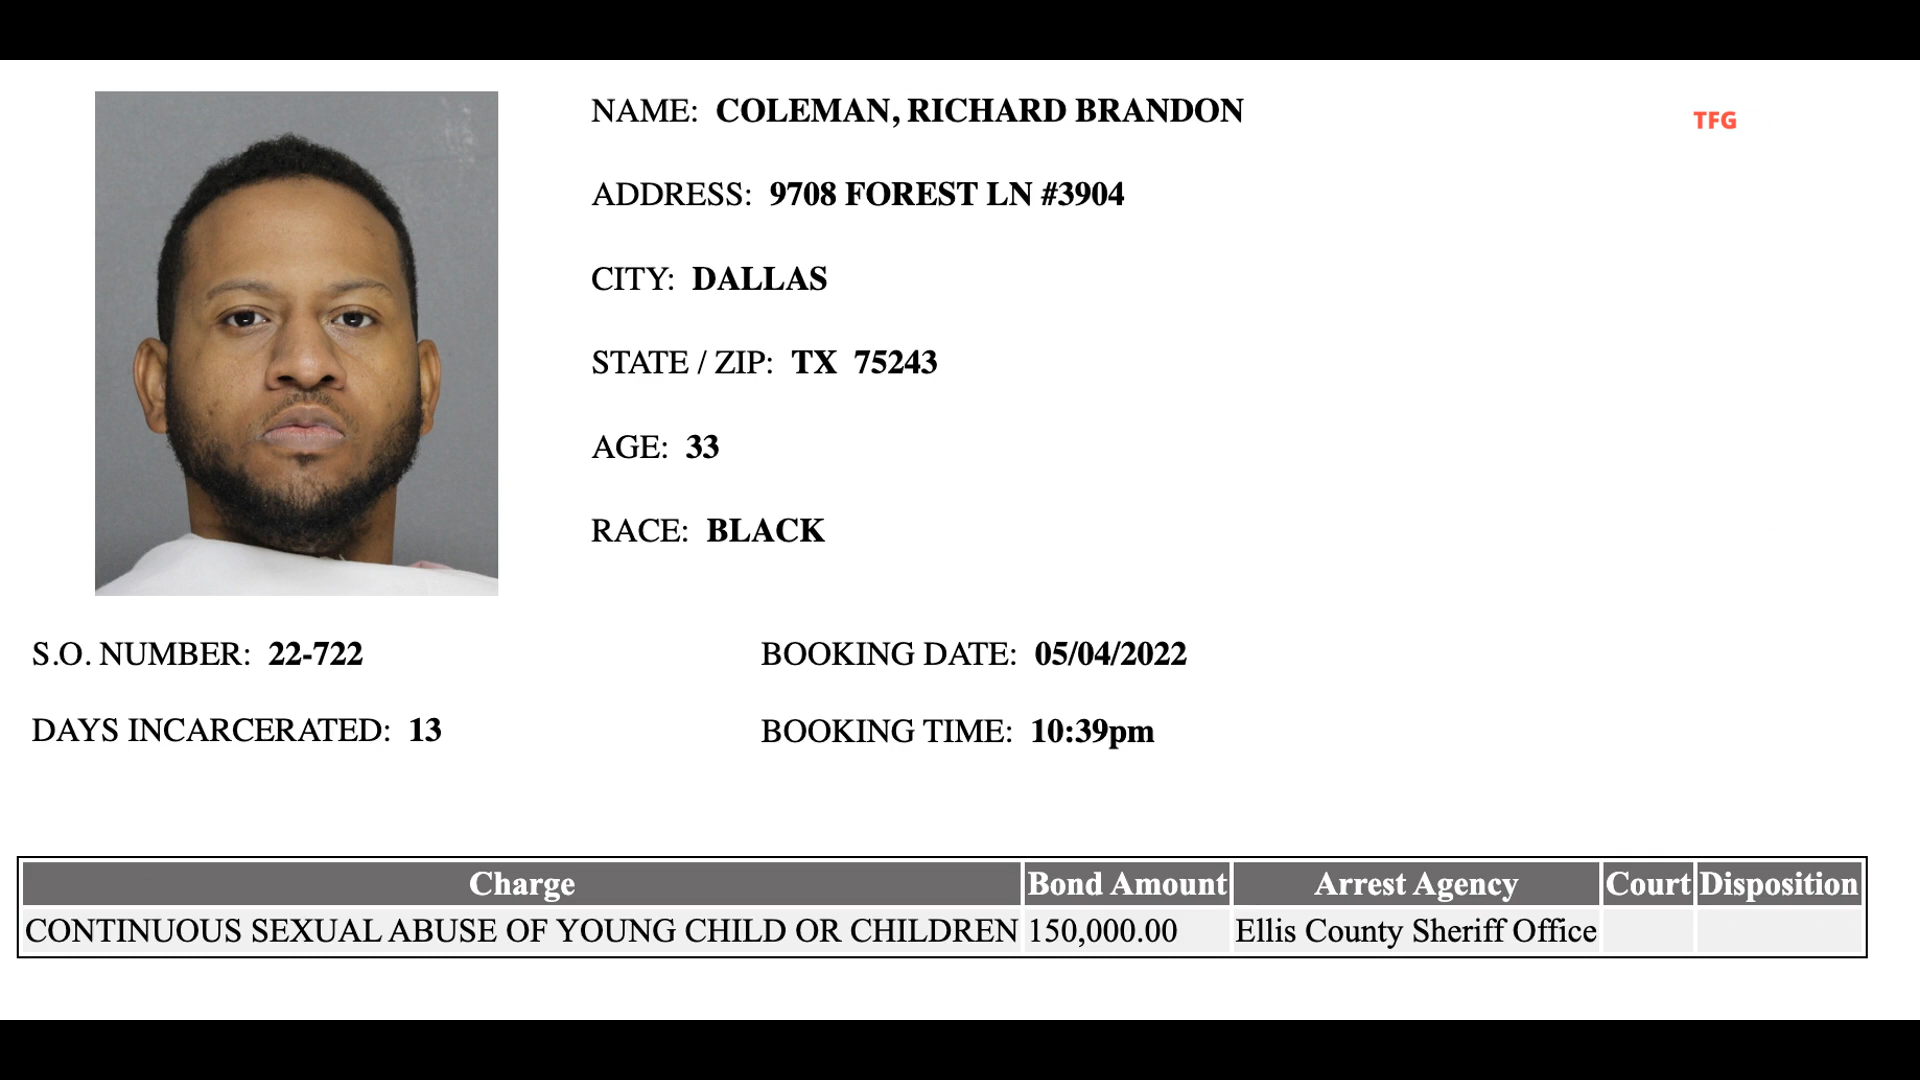 NAME: COLEMAN, RICHARD BRANDON
TFG
ADDRESS: 9708 FOREST LN #3904
CITY: DALLAS
STATE / ZIP: TX 75243
AGE: 33
RACE: BLACK
S.O. NUMBER: 22-722
BOOKING DATE: 05/04/2022
DAYS INCARCERATED: 13
BOOKING TIME: 10:39pm
Charge Bond Amount Arrest Agency Court Disposition
CONTINUOUS SEXUAL ABUSE OF YOUNG CHILD OR CHILDREN 150,000.00 Ellis County Sheriff Office